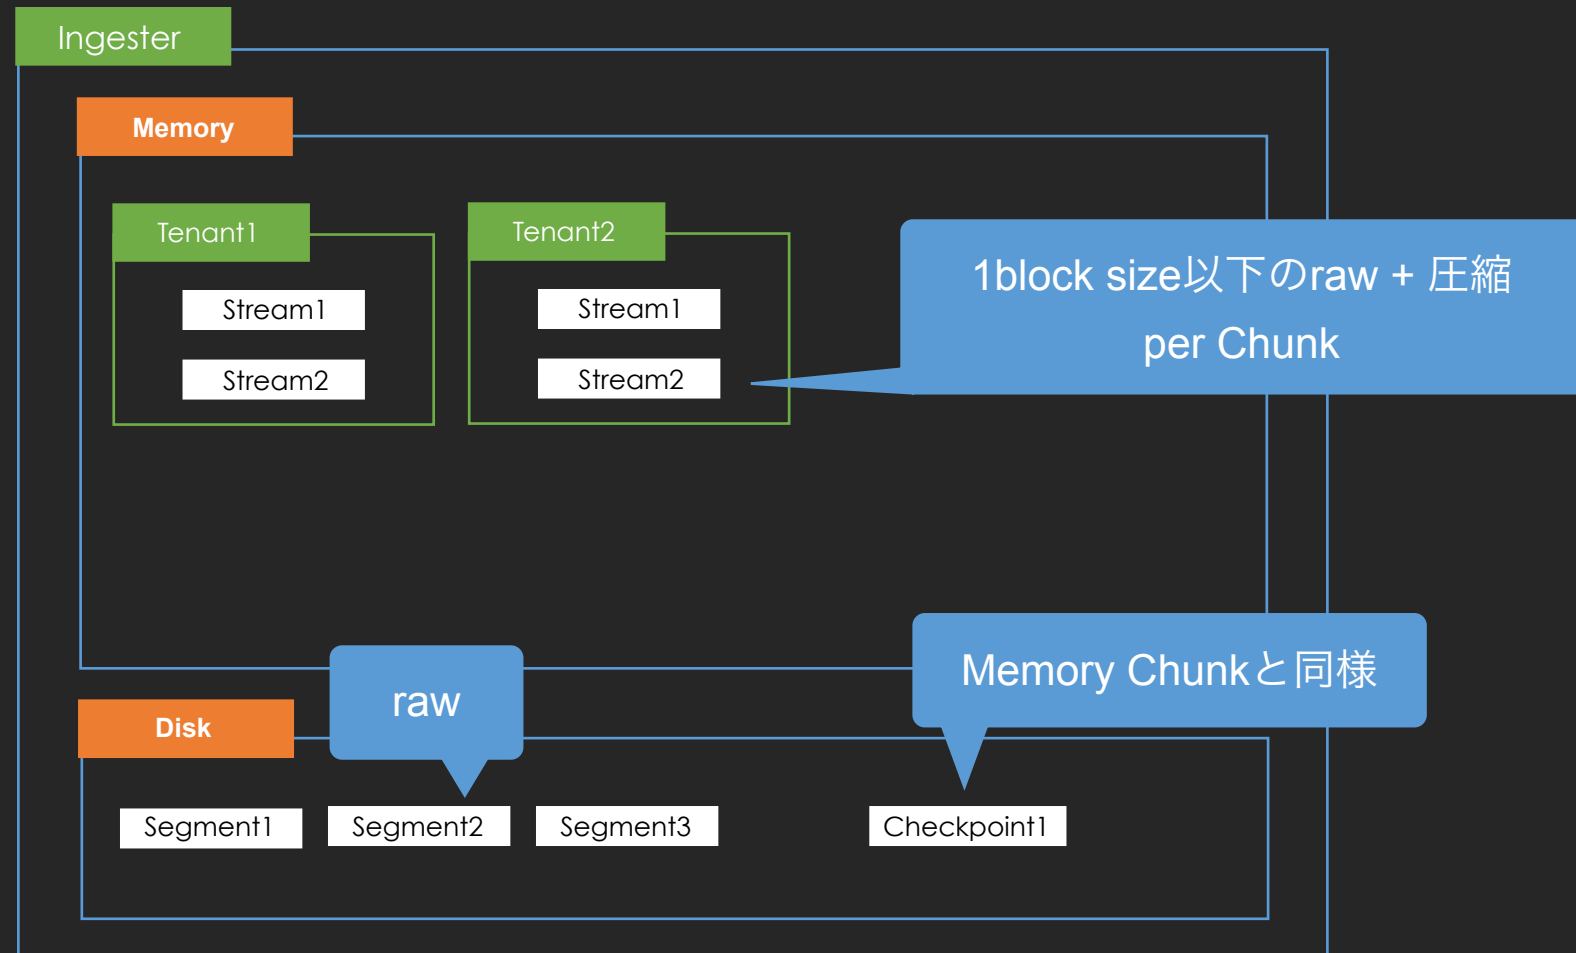 Ingester
Memory
Tenant1
Stream1
Stream2
Tenant2
Stream1
Stream2
1block size以下のraw + 圧縮
per Chunk
raw
Memory Chunkと同様
Disk
Segment1
Segment2
Segment3
Checkpoint1